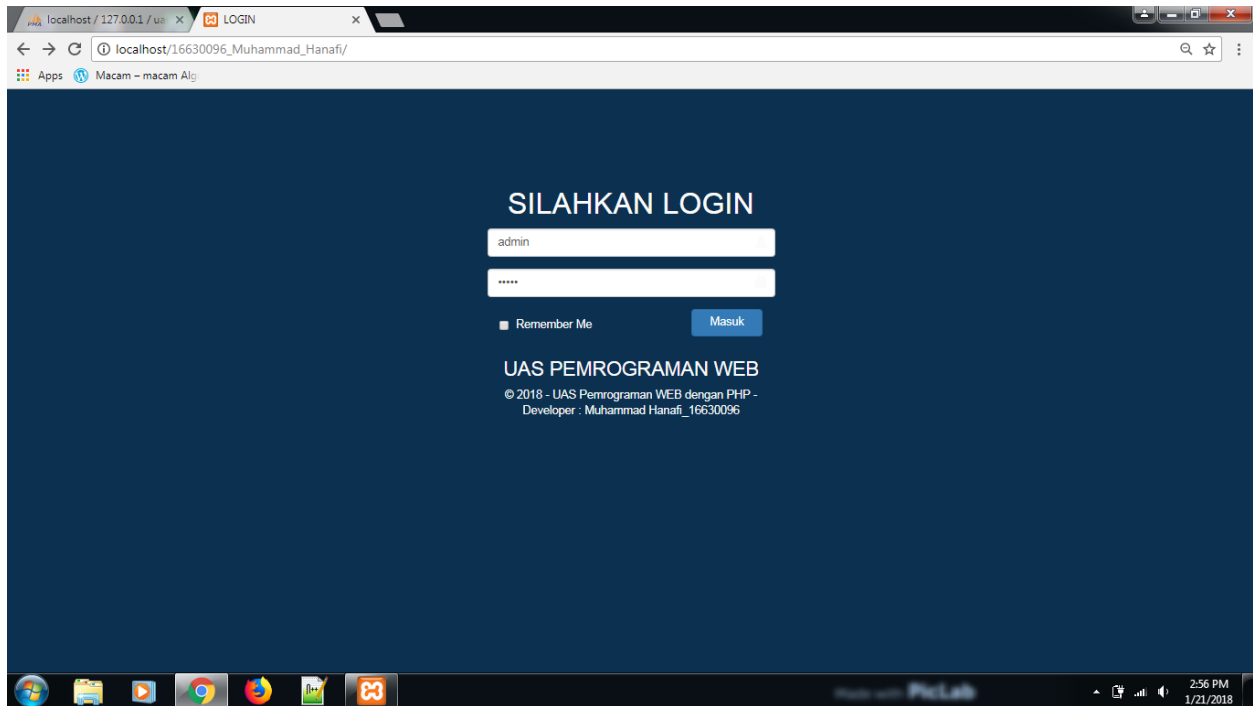 localhost / 127.0.0.1 / ua
LOGIN
localhost/16630096_Muhammad_Hanafi/
Apps
Macam – macam Alg
SILAHKAN LOGIN
admin
•••••
Remember Me
Masuk
UAS PEMROGRAMAN WEB
© 2018 - UAS Pemrograman WEB dengan PHP -
Developer : Muhammad Hanafi_16630096
Made with PicLab
2:56 PM
1/21/2018